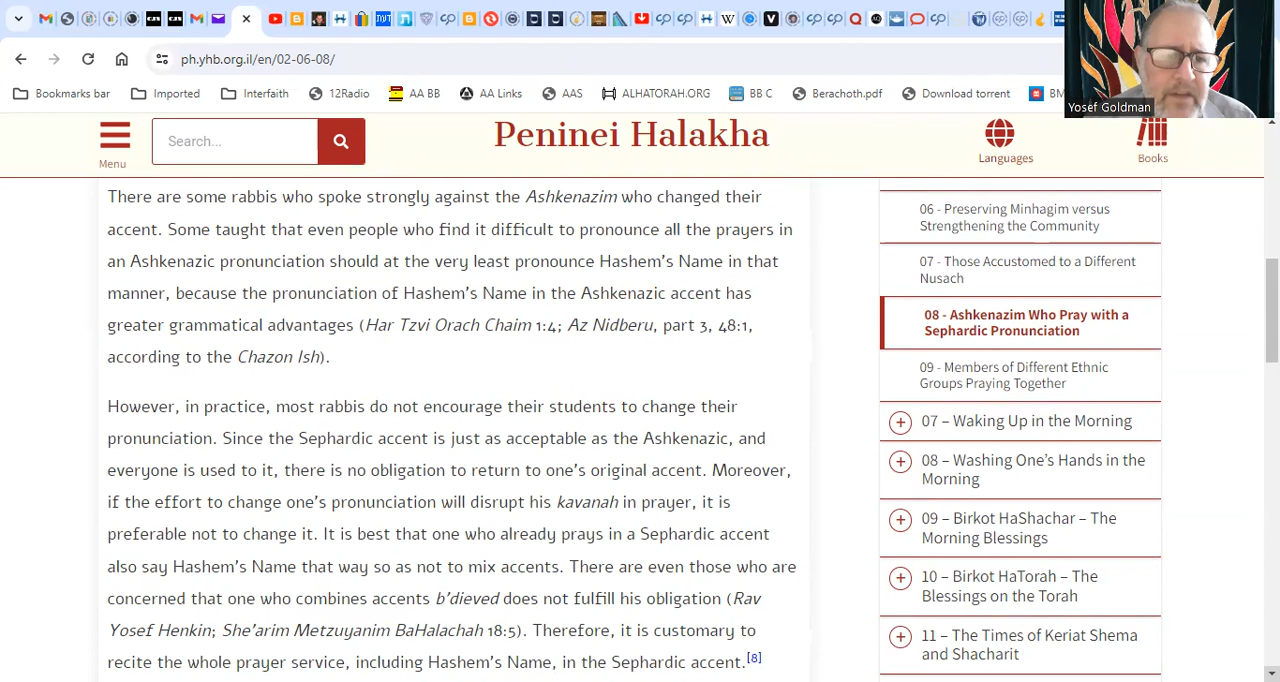 ph.yhb.org.il/en/02-06-08/
Yosef Goldman
Bookmarks bar
Imported
Interfaith
12Radio
AA BB
AA Links
AAS
ALHATORAH.ORG
BB C
Berachoth.pdf
Download torrent
BM
Menu
Search...
Peninei Halakha
Languages
Books
There are some rabbis who spoke strongly against the Ashkenazim who changed their
accent. Some taught that even people who find it difficult to pronounce all the prayers in
an Ashkenazic pronunciation should at the very least pronounce Hashem's Name in that
manner, because the pronunciation of Hashem's Name in the Ashkenazic accent has
greater grammatical advantages (Har Tzvi Orach Chaim 1:4; Az Nidberu, part 3, 48:1,
according to the Chazon Ish).
However, in practice, most rabbis do not encourage their students to change their
pronunciation. Since the Sephardic accent is just as acceptable as the Ashkenazic, and
everyone is used to it, there is no obligation to return to one's original accent. Moreover,
if the effort to change one's pronunciation will disrupt his kavanah in prayer, it is
preferable not to change it. It is best that one who already prays in a Sephardic accent
also say Hashem's Name that way so as not to mix accents. There are even those who are
concerned that one who combines accents b'dieved does not fulfill his obligation (Rav
Yosef Henkin; She'arim Metzuyanim BaHalachah 18:5). Therefore, it is customary to
recite the whole prayer service, including Hashem's Name, in the Sephardic accent.[8]
06 - Preserving Minhagim versus
Strengthening the Community
07 - Those Accustomed to a Different
Nusach
08 - Ashkenazim Who Pray with a
Sephardic Pronunciation
09 - Members of Different Ethnic
Groups Praying Together
07 – Waking Up in the Morning
08 – Washing One's Hands in the
Morning
09 – Birkot HaShachar – The
Morning Blessings
10 – Birkot HaTorah – The
Blessings on the Torah
11 – The Times of Keriat Shema
and Shacharit